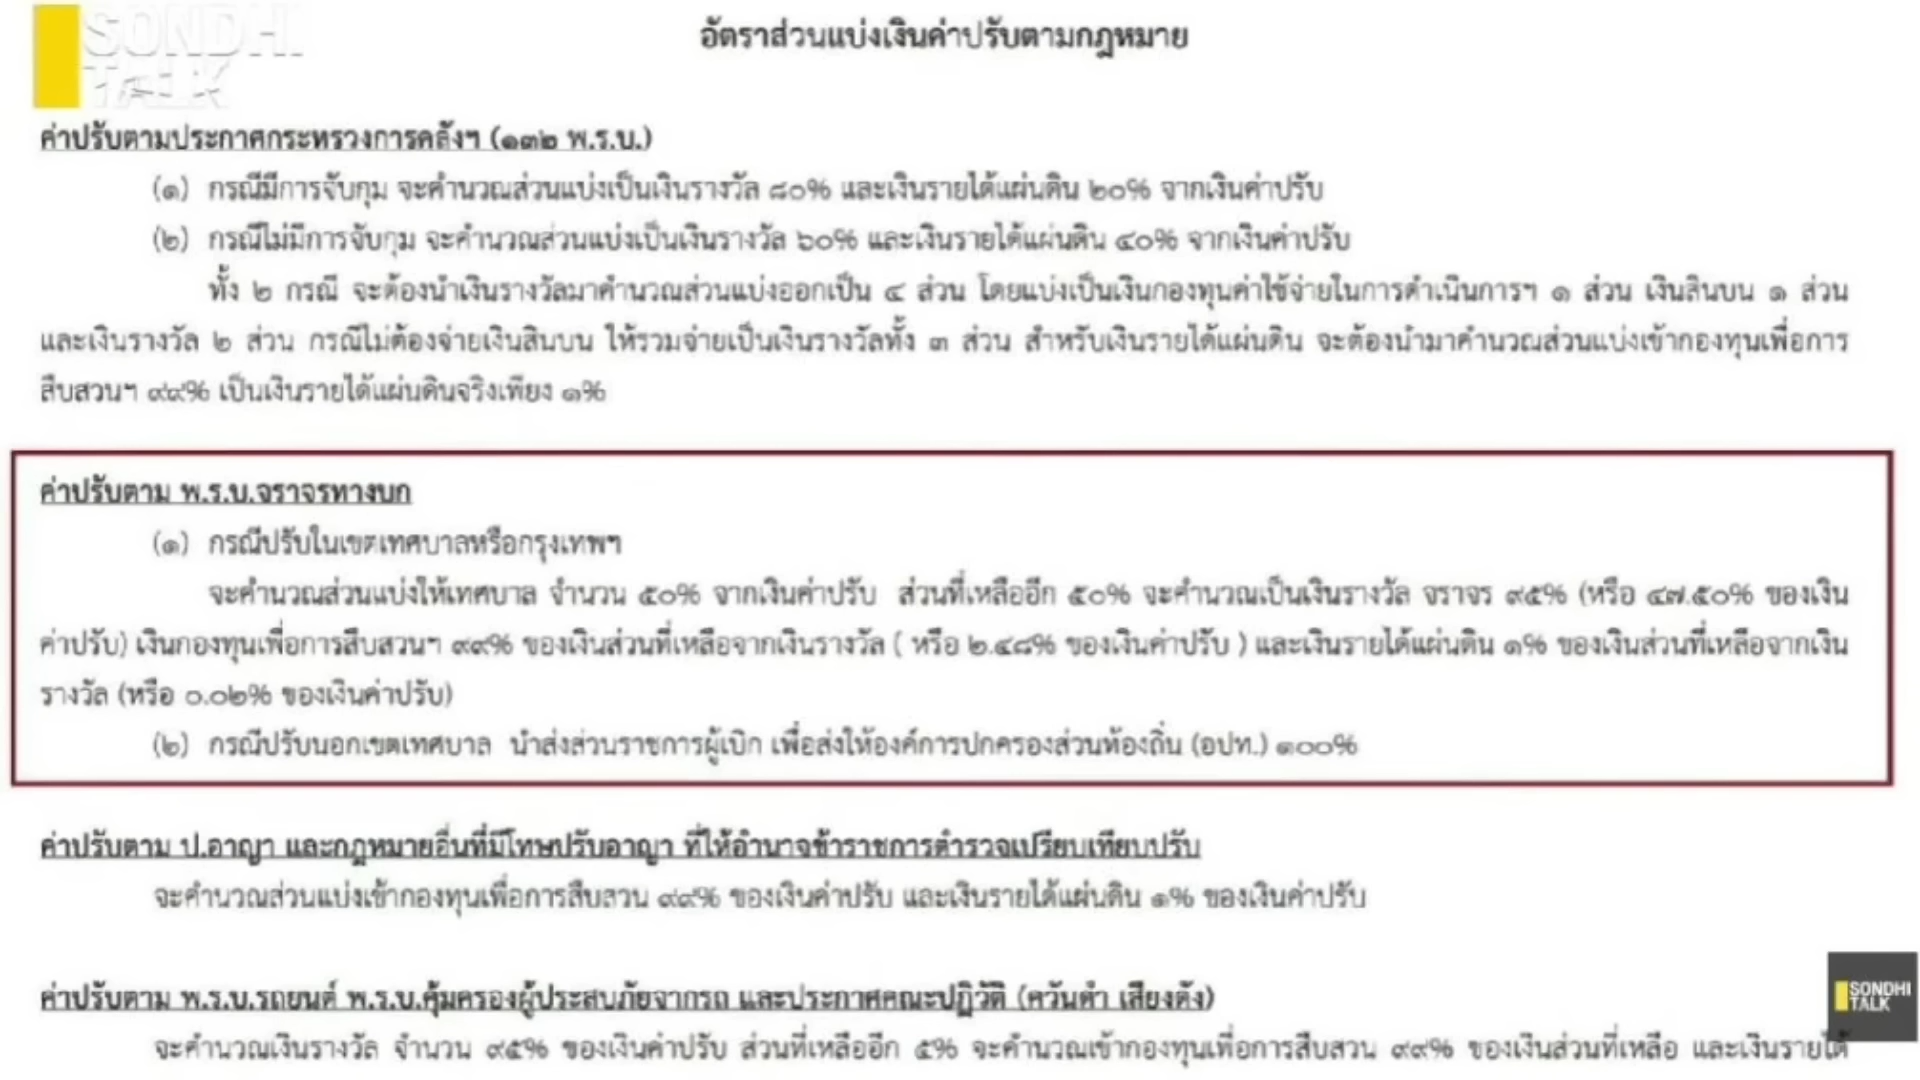 SONDHI
TALK
อัตราส่วนแบ่งเงินค่าปรับตามกฎหมาย
ค่าปรับตามประกาศกระทรวงการคลังฯ (๑๓๒ พ.ร.บ.)
(๑) กรณีมีการจับกุม จะคำนวณส่วนแบ่งเป็นเงินรางวัล ๘๐% และเงินรายได้แผ่นดิน ๒๐% จากเงินค่าปรับ
(๒) กรณีไม่มีการจับกุม จะคำนวณส่วนแบ่งเป็นเงินรางวัล ๖๐% และเงินรายได้แผ่นดิน ๔๐% จากเงินค่าปรับ
ทั้ง ๒ กรณี จะต้องนำเงินรางวัลมาคำนวณส่วนแบ่งออกเป็น ๔ ส่วน โดยแบ่งเป็นเงินกองทุนค่าใช้จ่ายในการดำเนินการฯ ๑ ส่วน เงินสินบน ๑ ส่วน
และเงินรางวัล ๒ ส่วน กรณีไม่ต้องจ่ายเงินสินบน ให้รวมจ่ายเป็นเงินรางวัลทั้ง ๓ ส่วน สำหรับเงินรายได้แผ่นดิน จะต้องนำมาคำนวณส่วนแบ่งเข้ากองทุนเพื่อการ
สืบสวนฯ ๙๙% เป็นเงินรายได้แผ่นดินจริงเพียง ๑%
ค่าปรับตาม พ.ร.บ.จราจรทางบก
(๑) กรณีปรับในเขตเทศบาลหรือกรุงเทพฯ
จะคำนวณส่วนแบ่งให้เทศบาล จำนวน ๕๐% จากเงินค่าปรับ ส่วนที่เหลืออีก ๕๐% จะคำนวณเป็นเงินรางวัล จราจร ๙๕% (หรือ ๔๗.๕๐% ของเงิน
ค่าปรับ) เงินกองทุนเพื่อการสืบสวนฯ ๙๙% ของเงินส่วนที่เหลือจากเงินรางวัล ( หรือ ๒.๔๘% ของเงินค่าปรับ ) และเงินรายได้แผ่นดิน ๑% ของเงินส่วนที่เหลือจากเงิน
รางวัล (หรือ ๐.๐๒% ของเงินค่าปรับ)
(๒) กรณีปรับนอกเขตเทศบาล นำส่งส่วนราชการผู้เบิก เพื่อส่งให้องค์การปกครองส่วนท้องถิ่น (อปท.) ๑๐๐%
ค่าปรับตาม ป.อาญา และกฎหมายอื่นที่มีโทษปรับอาญา ที่ให้อำนาจข้าราชการตำรวจเปรียบเทียบปรับ
จะคำนวณส่วนแบ่งเข้ากองทุนเพื่อการสืบสวน ๙๙% ของเงินค่าปรับ และเงินรายได้แผ่นดิน ๑% ของเงินค่าปรับ
ค่าปรับตาม พ.ร.บ.รถยนต์ พ.ร.บ.คุ้มครองผู้ประสบภัยจากรถ และประกาศคณะปฏิวัติ (ควันดำ เสียงดัง)
จะคำนวณเงินรางวัล จำนวน ๙๕% ของเงินค่าปรับ ส่วนที่เหลืออีก ๕% จะคำนวณเข้ากองทุนเพื่อการสืบสวน ๙๙% ของเงินส่วนที่เหลือ และเงินรายได้
SONDHI
TALK